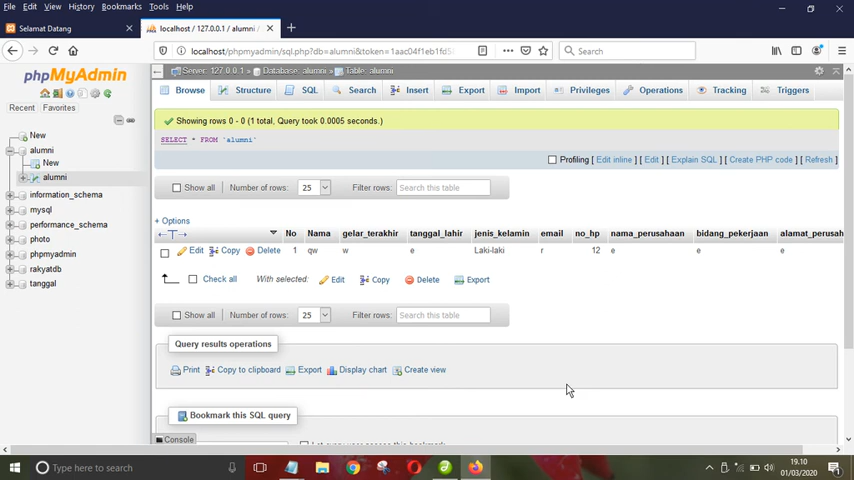 File Edit View History Bookmarks Tools Help
Selamat Datang
localhost / 127.0.0.1 / alumni /
localhost/phpmyadmin/sql.php?db=alumni&token=1aac04f1eb1fd5
Search
phpMyAdmin
Recent Favorites
New
alumni
New
alumni
information_schema
mysql
performance_schema
photo
phpmyadmin
rakyatdb
tanggal
Server: 127.0.0.1 » Database: alumni » Table: alumni
Browse Structure SQL Search Insert Export Import Privileges Operations Tracking Triggers
Showing rows 0 - 0 (1 total, Query took 0.0005 seconds.)
SELECT * FROM `alumni`
Profiling [ Edit inline ] [ Edit ] [ Explain SQL ] [ Create PHP code ] [ Refresh ]
Show all Number of rows: 25 Filter rows: Search this table
+ Options
←T→ No Nama gelar_terakhir tanggal_lahir jenis_kelamin email no_hp nama_perusahaan bidang_pekerjaan alamat_perusah
Edit Copy Delete 1 qw w e Laki-laki r 12 e e e
Check all With selected: Edit Copy Delete Export
Show all Number of rows: 25 Filter rows: Search this table
Query results operations
Print Copy to clipboard Export Display chart Create view
Bookmark this SQL query
Console
Let every user access this bookmark
Type here to search
19.10
01/03/2020